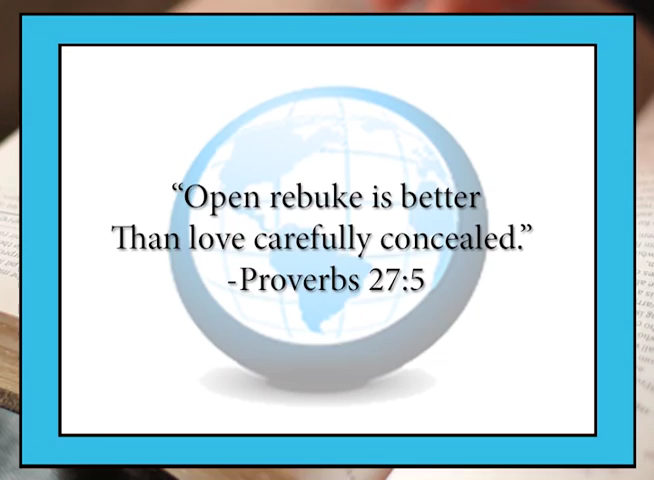 “Open rebuke is better
Than love carefully concealed.”
-Proverbs 27:5